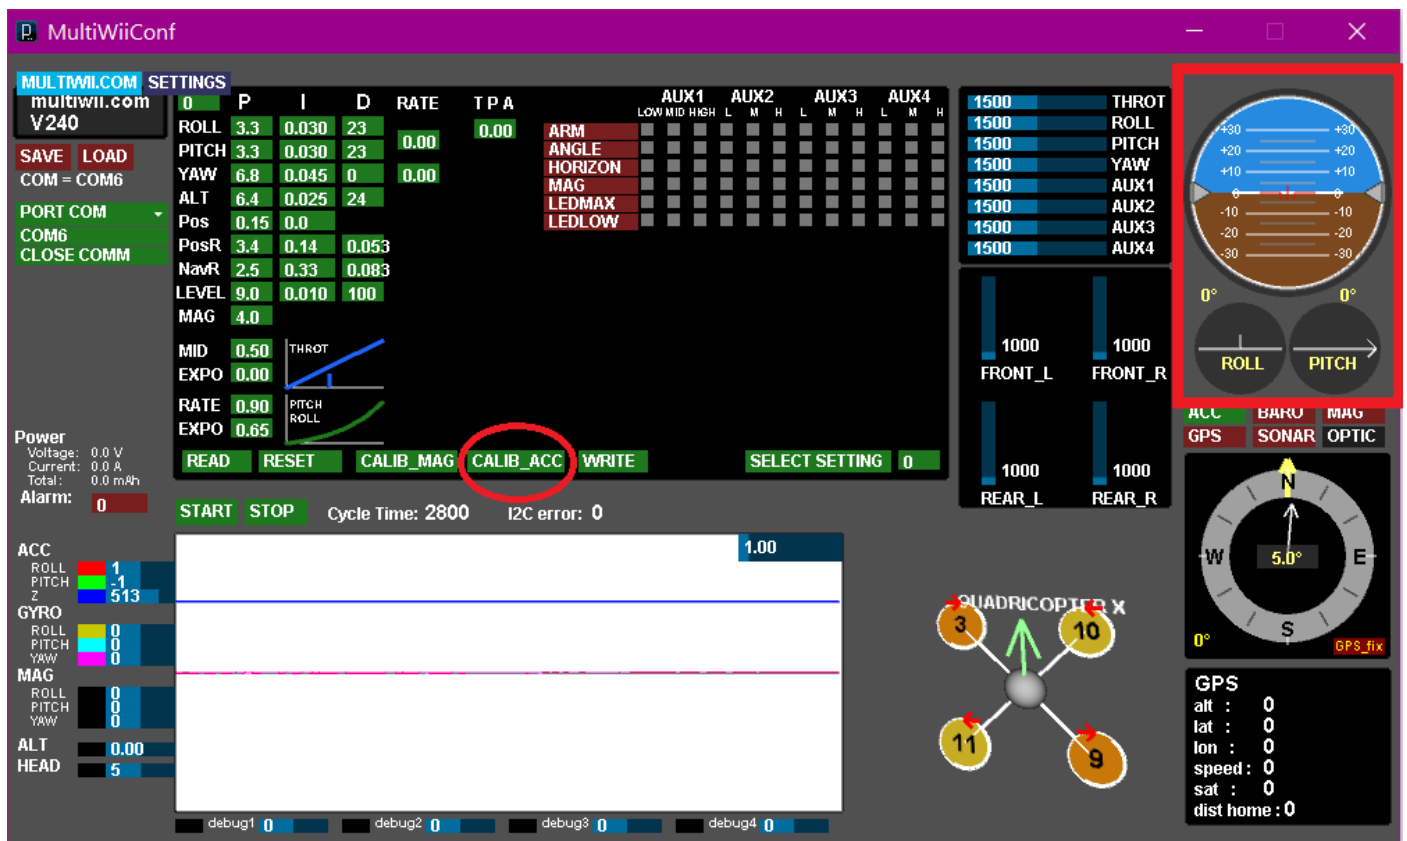 MultiWiiConf
MULTIWII.COM SETTINGS
multiwii.com
V240
SAVE LOAD
COM = COM6
PORT COM
COM6
CLOSE COMM
0 P I D RATE T P A
ROLL 3.3 0.030 23
PITCH 3.3 0.030 23
0.00 0.00
YAW 6.8 0.045 0 0.00
ALT 6.4 0.025 24
Pos 0.15 0.0
PosR 3.4 0.14 0.053
NavR 2.5 0.33 0.083
LEVEL 9.0 0.010 100
MAG 4.0
MID 0.50 THROT
EXPO 0.00
RATE 0.90 PITCH
EXPO 0.65 ROLL
AUX1 AUX2 AUX3 AUX4
LOW MID HIGH L M H L M H L M H
ARM
ANGLE
HORIZON
MAG
LEDMAX
LEDLOW
READ RESET CALIB_MAG CALIB_ACC WRITE SELECT SETTING 0
1500 THROT
1500 ROLL
1500 PITCH
1500 YAW
1500 AUX1
1500 AUX2
1500 AUX3
1500 AUX4
1000 1000
FRONT_L FRONT_R
1000 1000
REAR_L REAR_R
+30 +30
+20 +20
+10 +10
0 0
-10 -10
-20 -20
-30 -30
0° 0°
ROLL PITCH
ACC BARO MAG
GPS SONAR OPTIC
Power
Voltage: 0.0 V
Current: 0.0 A
Total: 0.0 mAh
Alarm: 0
START STOP Cycle Time: 2800 I2C error: 0
1.00
ACC
ROLL 1
PITCH -1
Z 513
GYRO
ROLL 0
PITCH 0
YAW 0
MAG
ROLL 0
PITCH 0
YAW 0
ALT 0.00
HEAD 5
debug1 0 debug2 0 debug3 0 debug4 0
QUADRICOPTER X
3 10
11 9
N
W 5.0° E
S
0° GPS_fix
GPS
alt : 0
lat : 0
lon : 0
speed : 0
sat : 0
dist home : 0